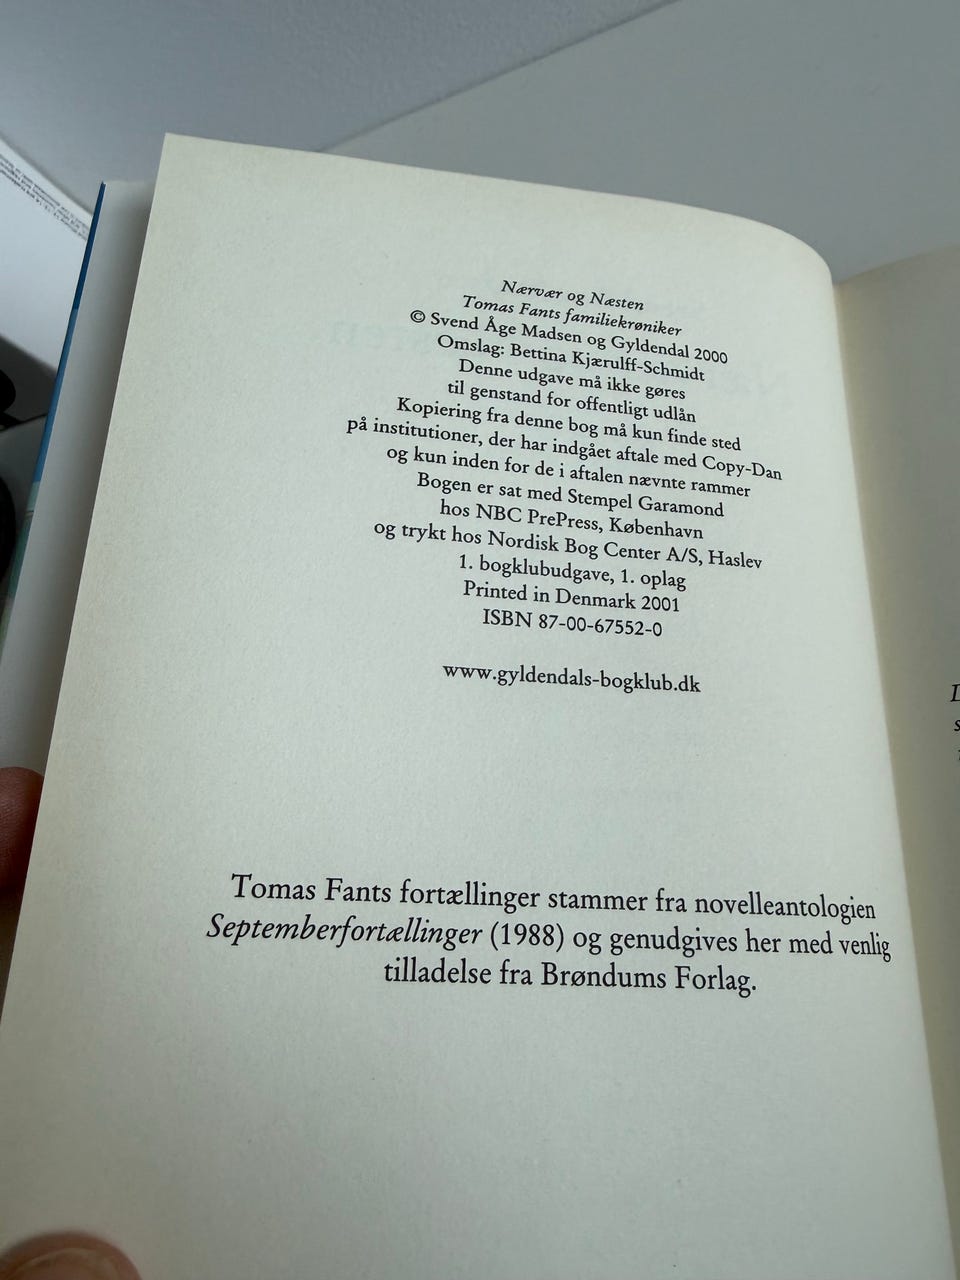 Nærvær og Næsten
Tomas Fants familiekrøniker
© Svend Åge Madsen og Gyldendal 2000
Omslag: Bettina Kjærulff-Schmidt
Denne udgave må ikke gøres
til genstand for offentligt udlån
Kopiering fra denne bog må kun finde sted
på institutioner, der har indgået aftale med Copy-Dan
og kun inden for de i aftalen nævnte rammer
Bogen er sat med Stempel Garamond
hos NBC PrePress, København
og trykt hos Nordisk Bog Center A/S, Haslev
1. bogklubudgave, 1. oplag
Printed in Denmark 2001
ISBN 87-00-67552-0
www.gyldendals-bogklub.dk
Tomas Fants fortællinger stammer fra novelleantologien
Septemberfortællinger (1988) og genudgives her med venlig
tilladelse fra Brøndums Forlag.